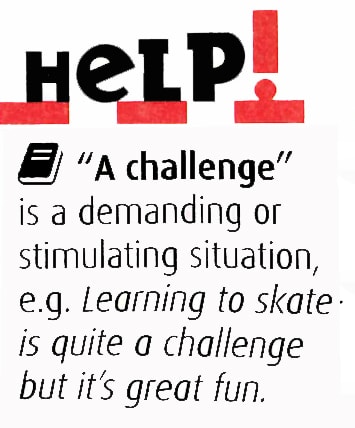 HeLP!
"A challenge"
is a demanding or
stimulating situation,
e.g. Learning to skate
is quite a challenge
but it's great fun.